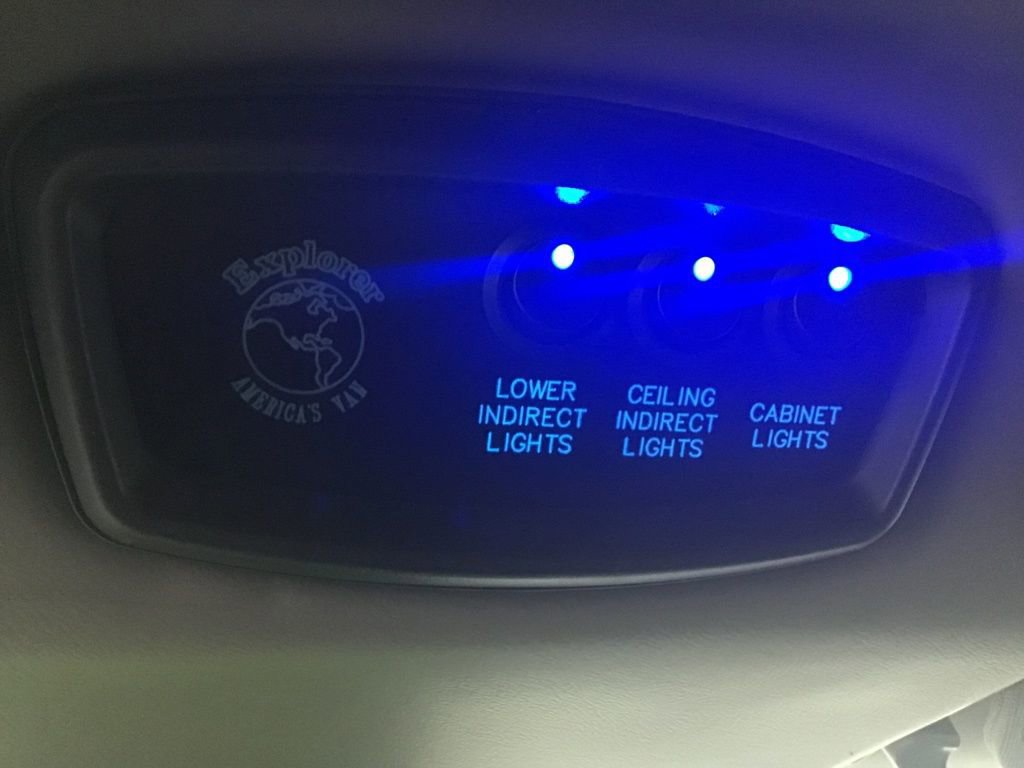 Explorer
AMERICA'S VAN
LOWER
INDIRECT
LIGHTS
CEILING
INDIRECT
LIGHTS
CABINET
LIGHTS